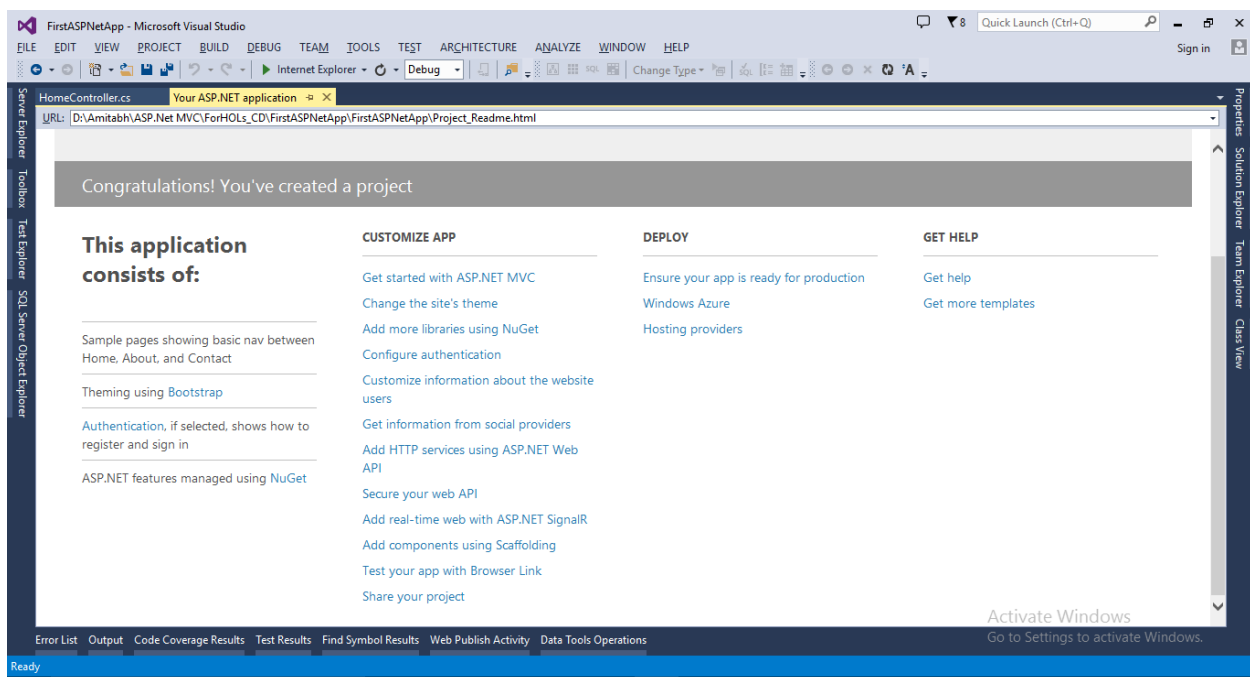 FirstASPNetApp - Microsoft Visual Studio
8
Quick Launch (Ctrl+Q)
FILE EDIT VIEW PROJECT BUILD DEBUG TEAM TOOLS TEST ARCHITECTURE ANALYZE WINDOW HELP
Sign in
Internet Explorer
Debug
SQL
Change Type
HomeController.cs
Your ASP.NET application
URL: D:\Amitabh\ASP.Net MVC\ForHOLs_CD\FirstASPNetApp\FirstASPNetApp\Project_Readme.html
Server Explorer
Toolbox
Test Explorer
SQL Server Object Explorer
Congratulations! You've created a project
This application
consists of:
Sample pages showing basic nav between
Home, About, and Contact
Theming using Bootstrap
Authentication, if selected, shows how to
register and sign in
ASP.NET features managed using NuGet
CUSTOMIZE APP
Get started with ASP.NET MVC
Change the site's theme
Add more libraries using NuGet
Configure authentication
Customize information about the website
users
Get information from social providers
Add HTTP services using ASP.NET Web
API
Secure your web API
Add real-time web with ASP.NET SignalR
Add components using Scaffolding
Test your app with Browser Link
Share your project
DEPLOY
Ensure your app is ready for production
Windows Azure
Hosting providers
GET HELP
Get help
Get more templates
Properties
Solution Explorer
Team Explorer
Class View
Activate Windows
Go to Settings to activate Windows.
Error List Output Code Coverage Results Test Results Find Symbol Results Web Publish Activity Data Tools Operations
Ready